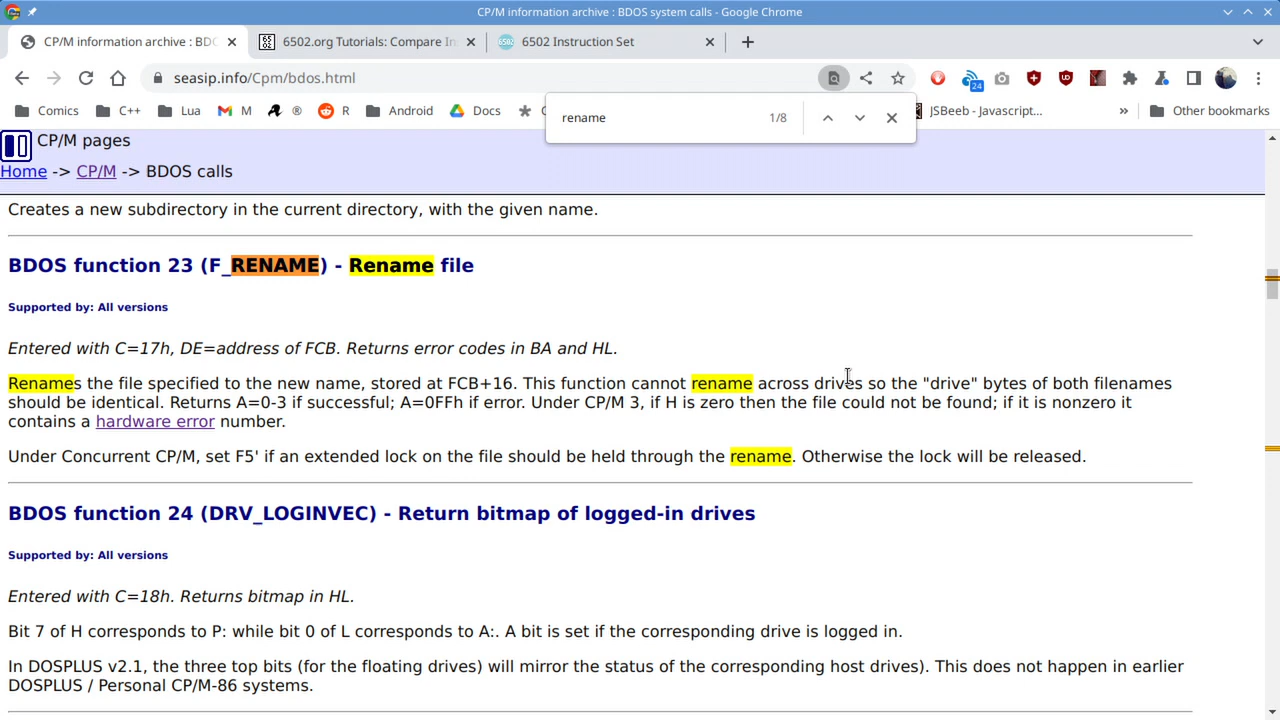 CP/M information archive : BDOS system calls - Google Chrome
CP/M information archive : BDO
6502.org Tutorials: Compare In
6502 Instruction Set
seasip.info/Cpm/bdos.html
24
Comics C++ Lua M R Android Docs JSBeeb - Javascript... » Other bookmarks
rename 1/8
CP/M pages
Home -> CP/M -> BDOS calls
Creates a new subdirectory in the current directory, with the given name.
BDOS function 23 (F_RENAME) - Rename file
Supported by: All versions
Entered with C=17h, DE=address of FCB. Returns error codes in BA and HL.
Renames the file specified to the new name, stored at FCB+16. This function cannot rename across drives so the "drive" bytes of both filenames
should be identical. Returns A=0-3 if successful; A=0FFh if error. Under CP/M 3, if H is zero then the file could not be found; if it is nonzero it
contains a hardware error number.
Under Concurrent CP/M, set F5' if an extended lock on the file should be held through the rename. Otherwise the lock will be released.
BDOS function 24 (DRV_LOGINVEC) - Return bitmap of logged-in drives
Supported by: All versions
Entered with C=18h. Returns bitmap in HL.
Bit 7 of H corresponds to P: while bit 0 of L corresponds to A:. A bit is set if the corresponding drive is logged in.
In DOSPLUS v2.1, the three top bits (for the floating drives) will mirror the status of the corresponding host drives). This does not happen in earlier
DOSPLUS / Personal CP/M-86 systems.